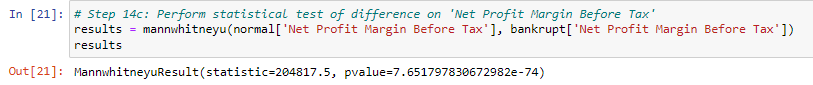 In [21]: # Step 14c: Perform statistical test of difference on 'Net Profit Margin Before Tax'
results = mannwhitneyu(normal['Net Profit Margin Before Tax'], bankrupt['Net Profit Margin Before Tax'])
results
Out[21]: MannwhitneyuResult(statistic=204817.5, pvalue=7.651797830672982e-74)